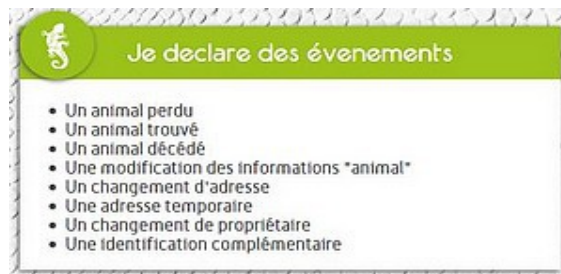 Je declare des évenements
Un animal perdu
Un animal trouvé
Un animal décédé
Une modification des informations "animal"
Un changement d'adresse
Une adresse temporaire
Un changement de propriétaire
Une identification complémentaire